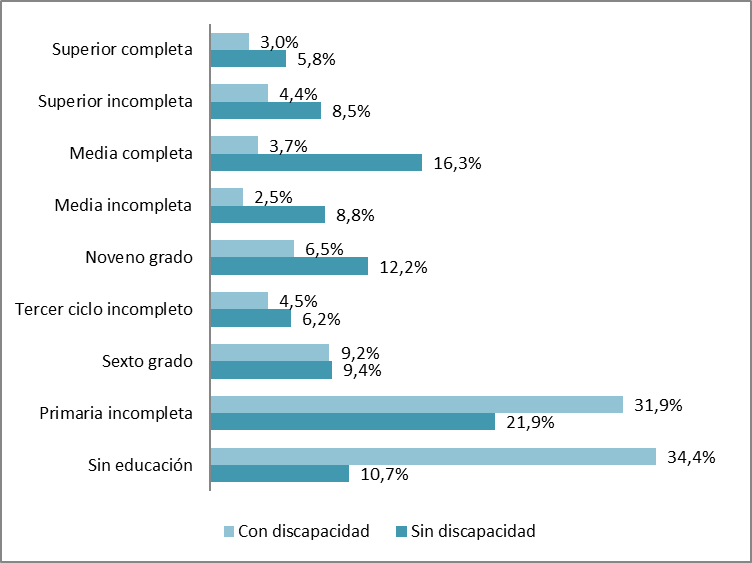 Superior completa
3,0%
5,8%
Superior incompleta
4,4%
8,5%
Media completa
3,7%
16,3%
Media incompleta
2,5%
8,8%
Noveno grado
6,5%
12,2%
Tercer ciclo incompleto
4,5%
6,2%
Sexto grado
9,2%
9,4%
Primaria incompleta
31,9%
21,9%
Sin educación
34,4%
10,7%
Con discapacidad Sin discapacidad